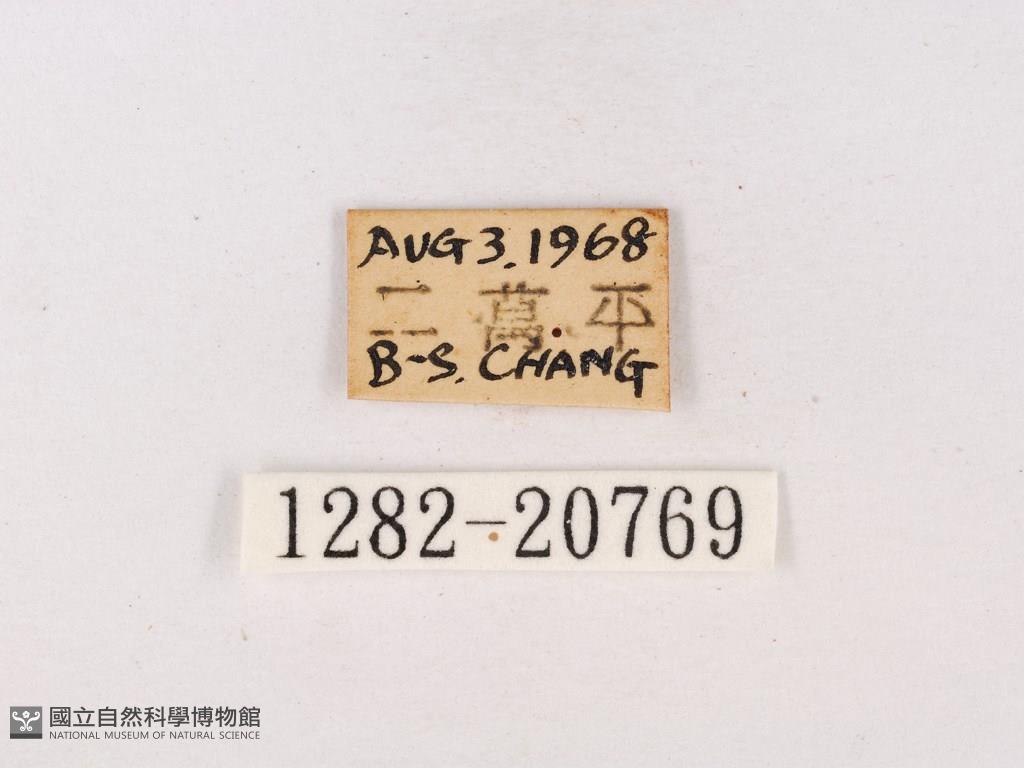 AUG 3. 1968
二萬平
B-S. CHANG
1282-20769
國立自然科學博物館
NATIONAL MUSEUM OF NATURAL SCIENCE